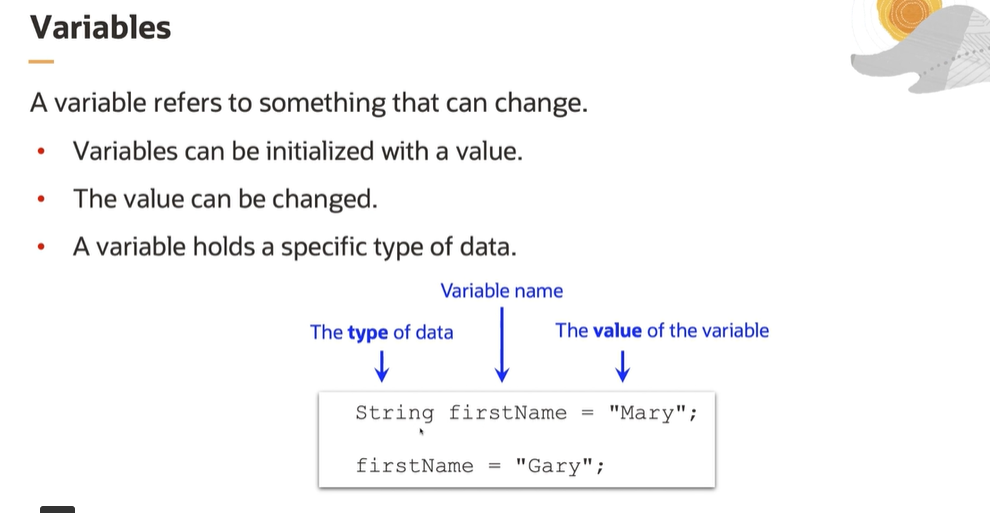 Variables
A variable refers to something that can change.
• Variables can be initialized with a value.
• The value can be changed.
• A variable holds a specific type of data.
Variable name
The type of data
The value of the variable
String firstName = "Mary";
firstName = "Gary";